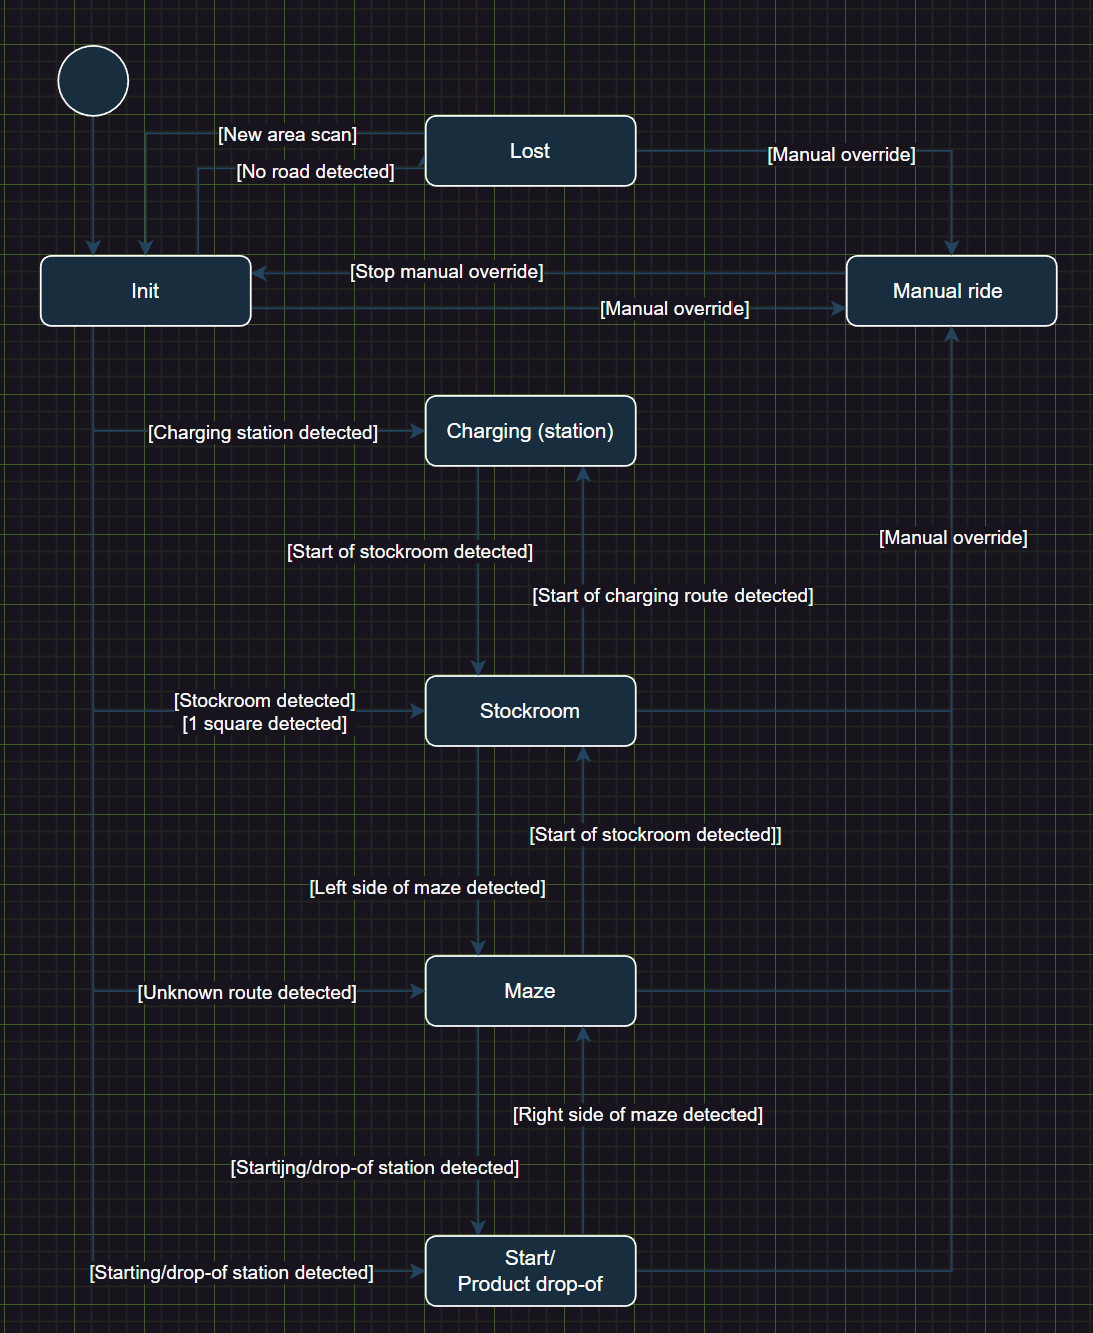 [New area scan]
Lost
[Manual override]
[No road detected]
[Stop manual override]
Init
Manual ride
[Manual override]
[Charging station detected]
Charging (station)
[Manual override]
[Start of stockroom detected]
[Start of charging route detected]
[Stockroom detected]
[1 square detected]
Stockroom
[Start of stockroom detected]]
[Left side of maze detected]
[Unknown route detected]
Maze
[Right side of maze detected]
[Startijng/drop-of station detected]
[Starting/drop-of station detected]
Start/
Product drop-of